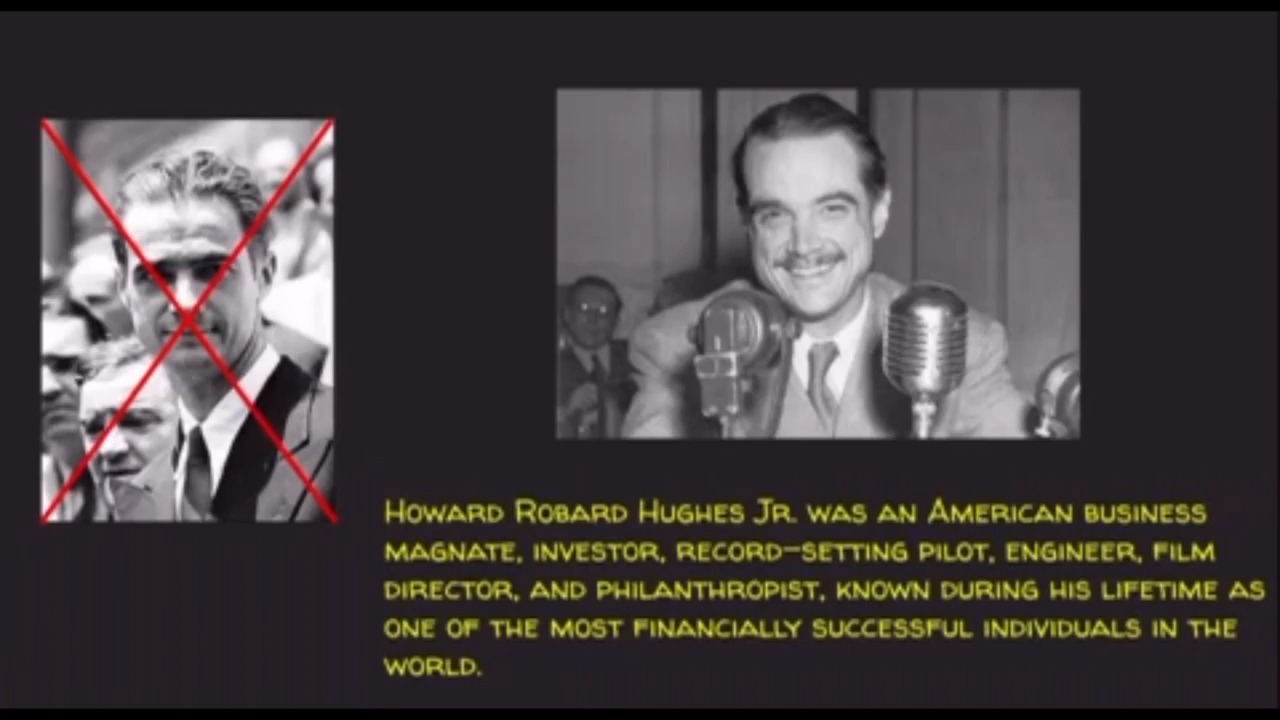 Howard Robard Hughes Jr. was an American business
magnate, investor, record-setting pilot, engineer, film
director, and philanthropist, known during his lifetime as
one of the most financially successful individuals in the
world.